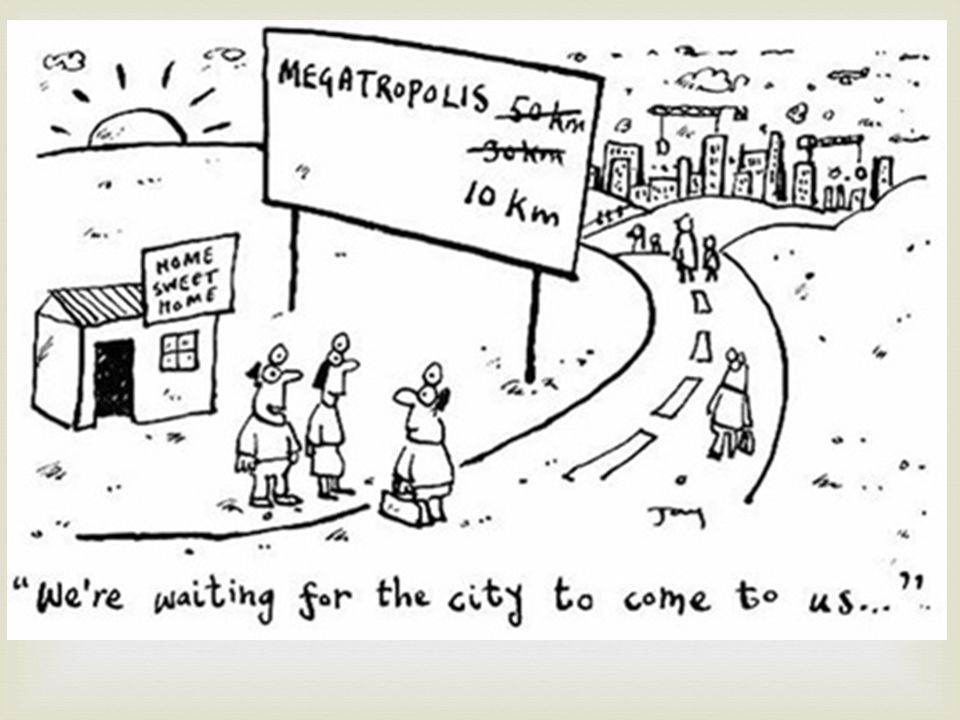 MEGATROPOLIS 50 km
30 km
10 Km
HOME
SWEET
HOME
"We're waiting for the city to come to us..."